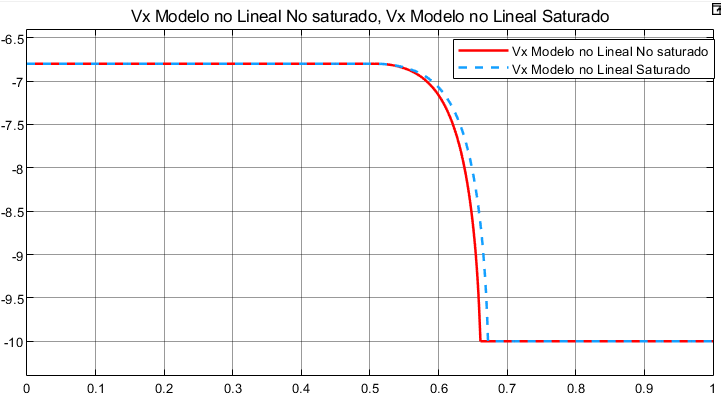 Vx Modelo no Lineal No saturado, Vx Modelo no Lineal Saturado
Vx Modelo no Lineal No saturado
Vx Modelo no Lineal Saturado
-6.5
-7
-7.5
-8
-8.5
-9
-9.5
-10
0 0.1 0.2 0.3 0.4 0.5 0.6 0.7 0.8 0.9 1